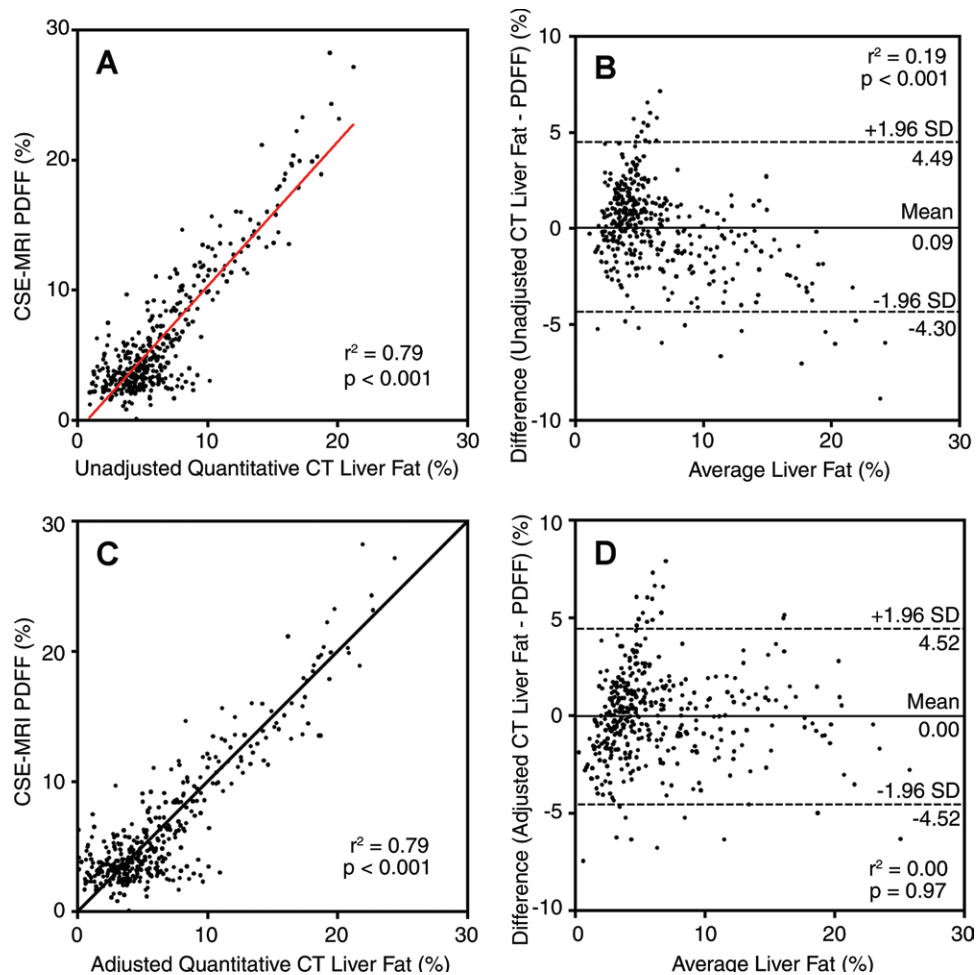 A
CSE-MRI PDFF (%)
30
20
10
0
r² = 0.79
p < 0.001
0 10 20 30
Unadjusted Quantitative CT Liver Fat (%)
B
Difference (Unadjusted CT Liver Fat - PDFF) (%)
10
5
0
-5
-10
r² = 0.19
p < 0.001
+1.96 SD
4.49
Mean
0.09
-1.96 SD
-4.30
0 10 20 30
Average Liver Fat (%)
C
CSE-MRI PDFF (%)
30
20
10
0
r² = 0.79
p < 0.001
0 10 20 30
Adjusted Quantitative CT Liver Fat (%)
D
Difference (Adjusted CT Liver Fat - PDFF) (%)
10
5
0
-5
-10
+1.96 SD
4.52
Mean
0.00
-1.96 SD
-4.52
r² = 0.00
p = 0.97
0 10 20 30
Average Liver Fat (%)